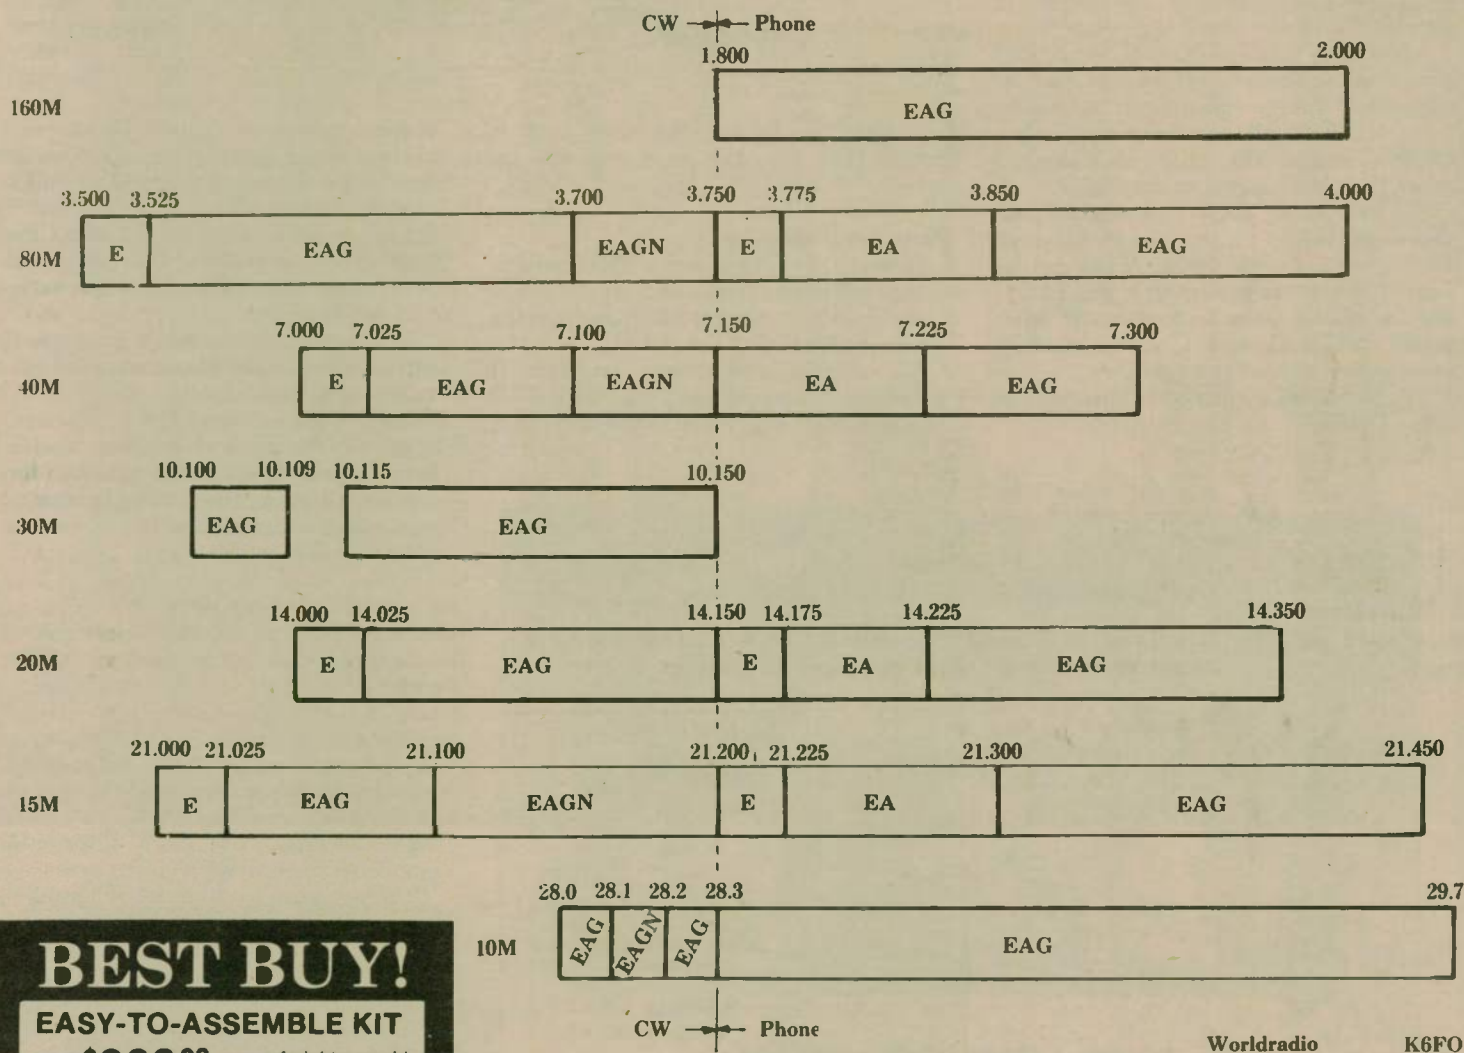 CW Phone
1.800 2.000
160M EAG
3.500 3.525 3.700 3.750 3.775 3.850 4.000
80M E EAG EAGN E EA EAG
7.000 7.025 7.100 7.150 7.225 7.300
40M E EAG EAGN EA EAG
10.100 10.109 10.115 10.150
30M EAG EAG
14.000 14.025 14.150 14.175 14.225 14.350
20M E EAG E EA EAG
21.000 21.025 21.100 21.200 21.225 21.300 21.450
15M E EAG EAGN E EA EAG
28.0 28.1 28.2 28.3 29.7
10M EAG EAGN EAG EAG
CW Phone
Worldradio K6FO
BEST BUY!
EASY-TO-ASSEMBLE KIT